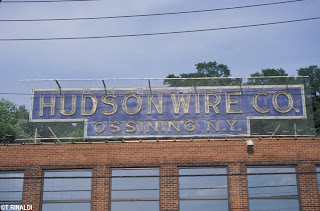 HUDSON WIRE CO.
OSSINING N.Y.
©T.RINALDI